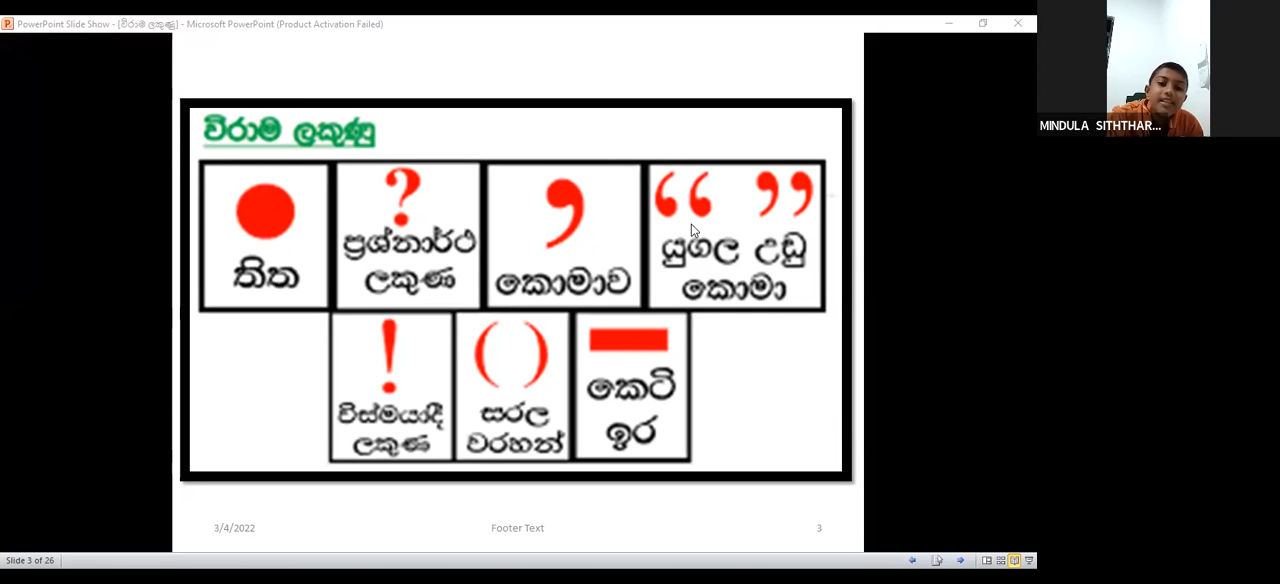 PowerPoint Slide Show - [විරාම ලකුණු] - Microsoft PowerPoint (Product Activation Failed)
MINDULA SITHTHAR...
විරාම ලකුණු
? , “ ”
තිත
ප්‍රශ්නාර්ථ
ලකුණ
කොමාව
යුගල උඩු
කොමා
! ( )
විස්මයාදී
ලකුණ
සරල
වරහන්
කෙටි
ඉර
3/4/2022
Footer Text
3
Slide 3 of 26